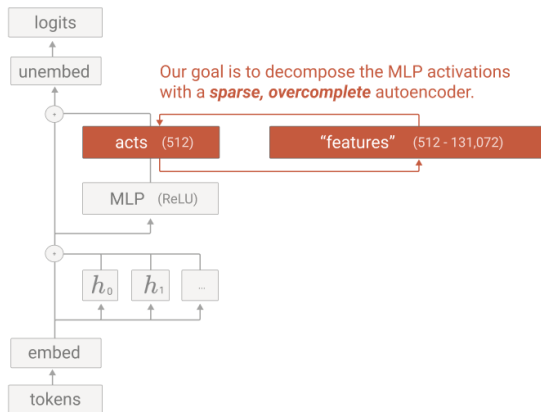 logits
unembed
Our goal is to decompose the MLP activations
with a sparse, overcomplete autoencoder.
acts (512)
“features” (512 - 131,072)
MLP (ReLU)
h₀ h₁ ...
embed
tokens